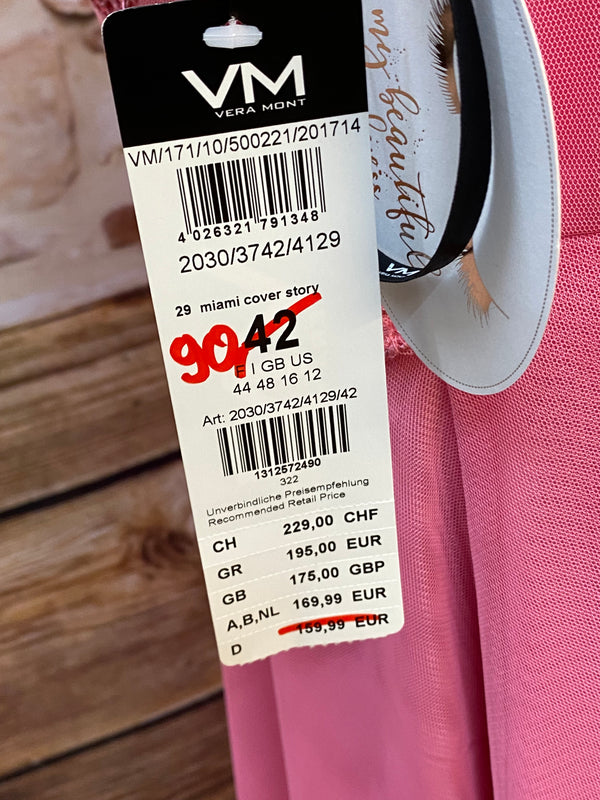 VM
VERA MONT
VM/171/10/500221/201714
4 026321 791348
2030/3742/4129
29 miami cover story
90,- 42
F I GB US
44 48 16 12
Art: 2030/3742/4129/42
1312572490
322
Unverbindliche Preisempfehlung
Recommended Retail Price
CH 229,00 CHF
GR 195,00 EUR
GB 175,00 GBP
A,B,NL 169,99 EUR
D 159,99 EUR
mix beautiful
VM